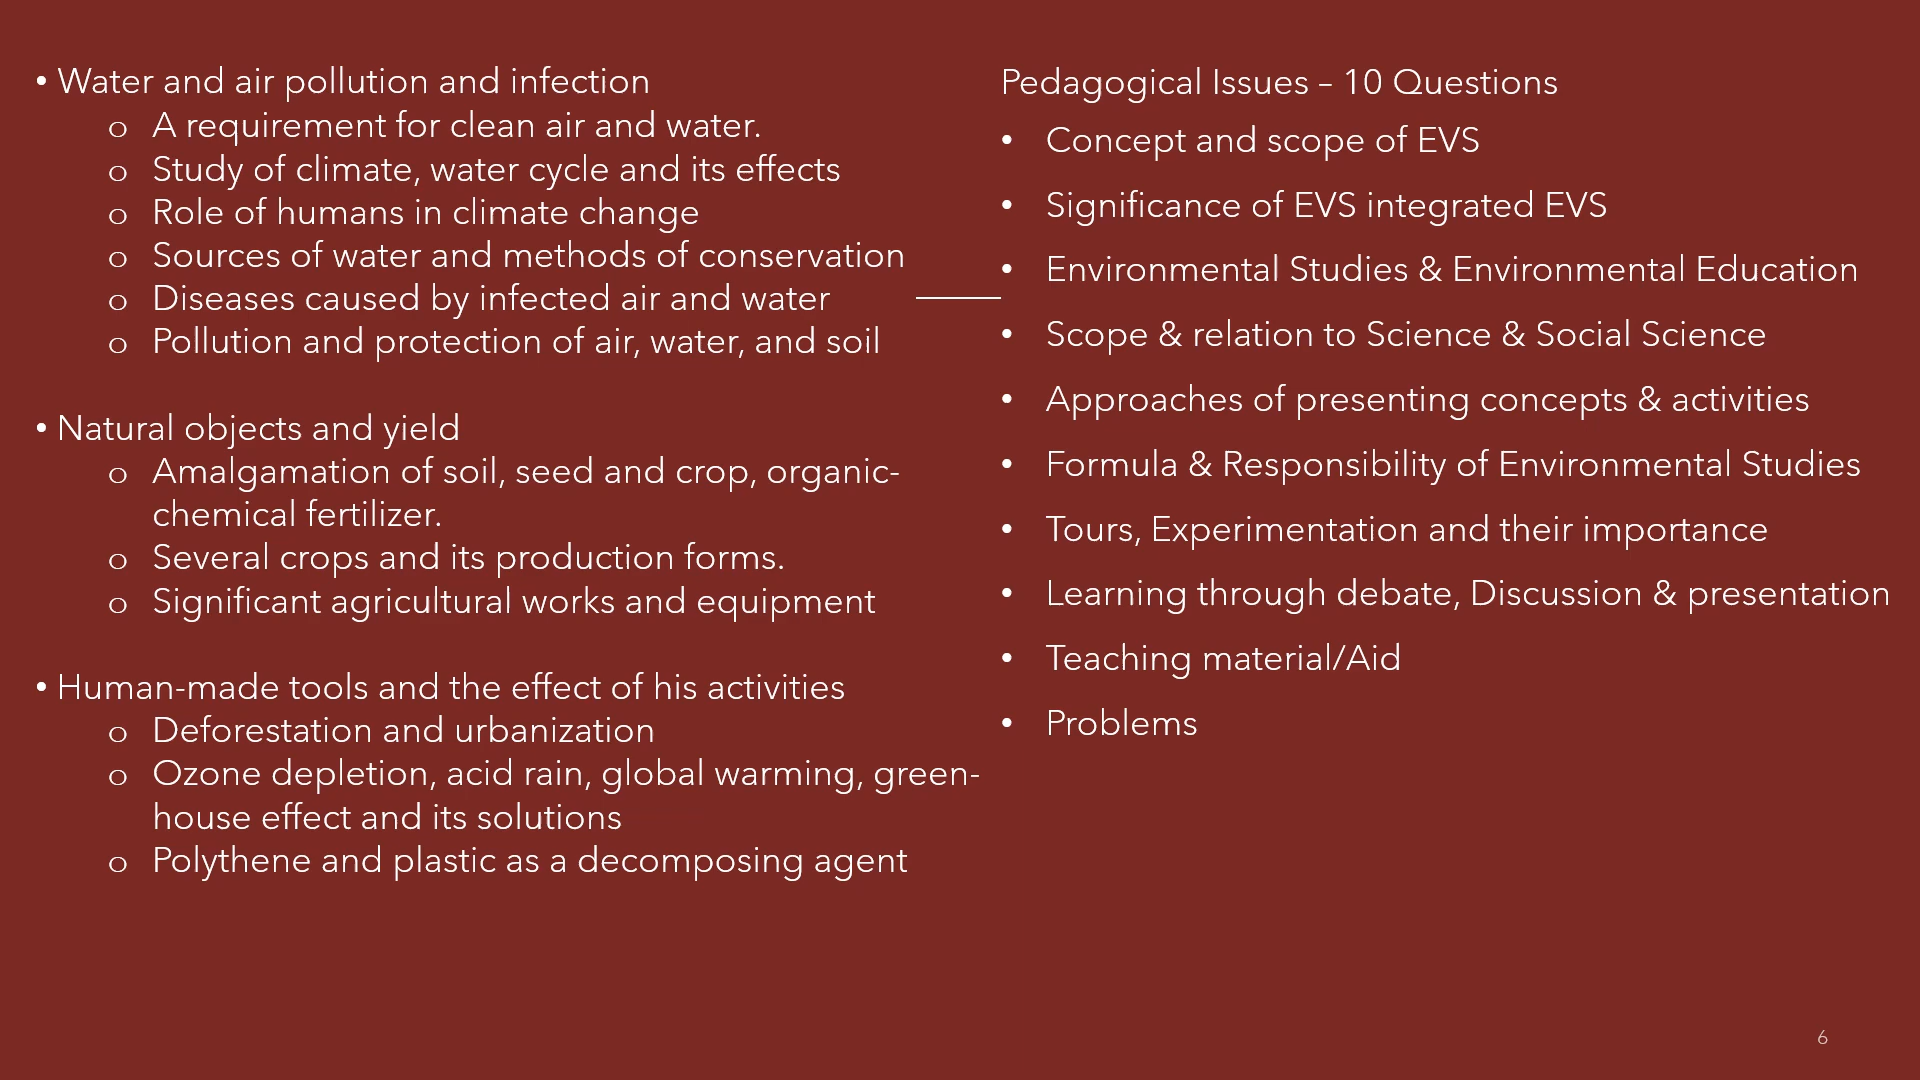 • Water and air pollution and infection
o A requirement for clean air and water.
o Study of climate, water cycle and its effects
o Role of humans in climate change
o Sources of water and methods of conservation
o Diseases caused by infected air and water
o Pollution and protection of air, water, and soil
• Natural objects and yield
o Amalgamation of soil, seed and crop, organic-
chemical fertilizer.
o Several crops and its production forms.
o Significant agricultural works and equipment
• Human-made tools and the effect of his activities
o Deforestation and urbanization
o Ozone depletion, acid rain, global warming, green-
house effect and its solutions
o Polythene and plastic as a decomposing agent
Pedagogical Issues – 10 Questions
• Concept and scope of EVS
• Significance of EVS integrated EVS
• Environmental Studies & Environmental Education
• Scope & relation to Science & Social Science
• Approaches of presenting concepts & activities
• Formula & Responsibility of Environmental Studies
• Tours, Experimentation and their importance
• Learning through debate, Discussion & presentation
• Teaching material/Aid
• Problems
6